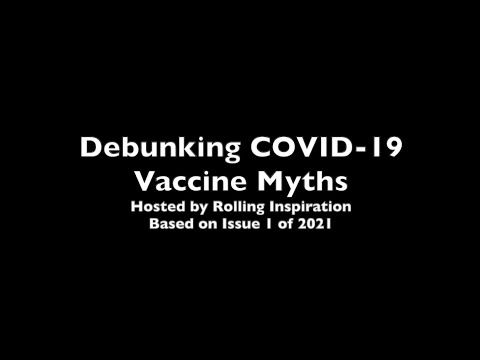 Debunking COVID-19
Vaccine Myths
Hosted by Rolling Inspiration
Based on Issue 1 of 2021